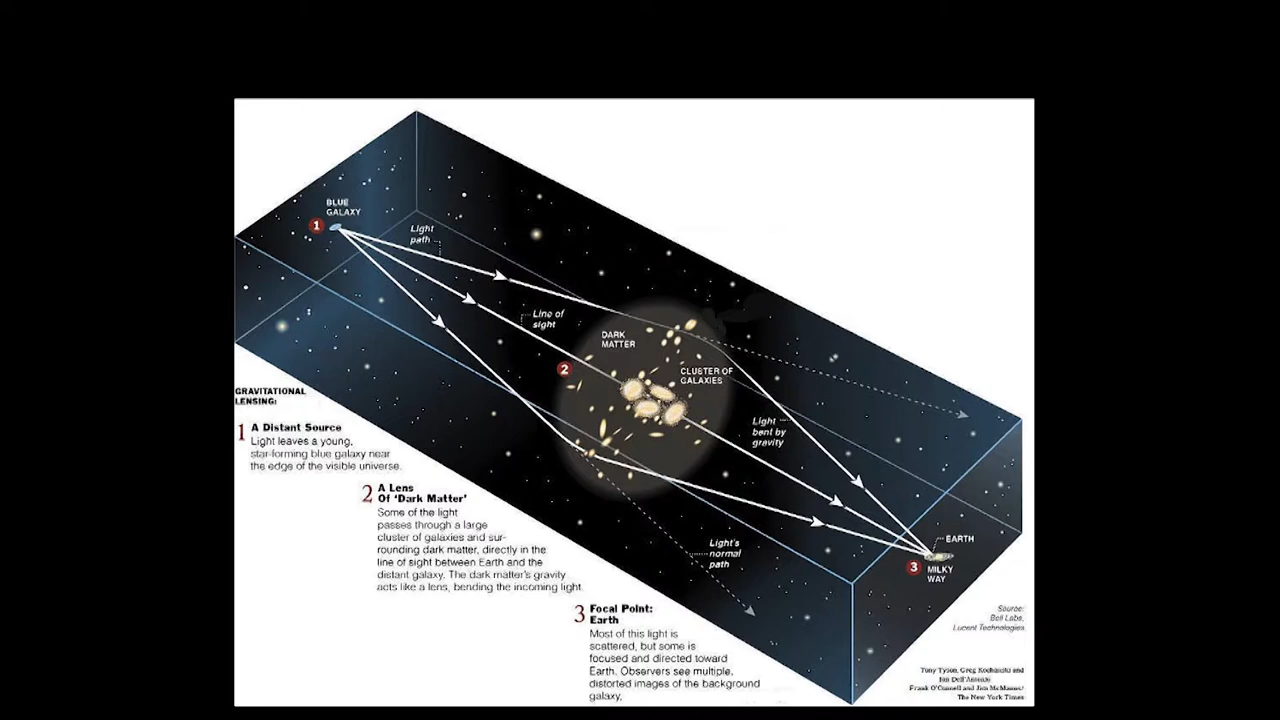 BLUE
GALAXY
1
Light
path
Line of
sight
DARK
MATTER
2
CLUSTER OF
GALAXIES
Light
bent by
gravity
Light's
normal
path
EARTH
3
MILKY
WAY
GRAVITATIONAL
LENSING:
1 A Distant Source
Light leaves a young,
star-forming blue galaxy near
the edge of the visible universe.
2 A Lens
Of 'Dark Matter'
Some of the light
passes through a large
cluster of galaxies and sur-
rounding dark matter, directly in the
line of sight between Earth and the
distant galaxy. The dark matter's gravity
acts like a lens, bending the incoming light.
3 Focal Point:
Earth
Most of this light is
scattered, but some is
focused and directed toward
Earth. Observers see multiple,
distorted images of the background
galaxy.
Source:
Bell Labs,
Lucent Technologies
Tony Tyson, Greg Kochanski and
Ian Dell'Antonio
Frank O'Connell and Jim McManus/
The New York Times